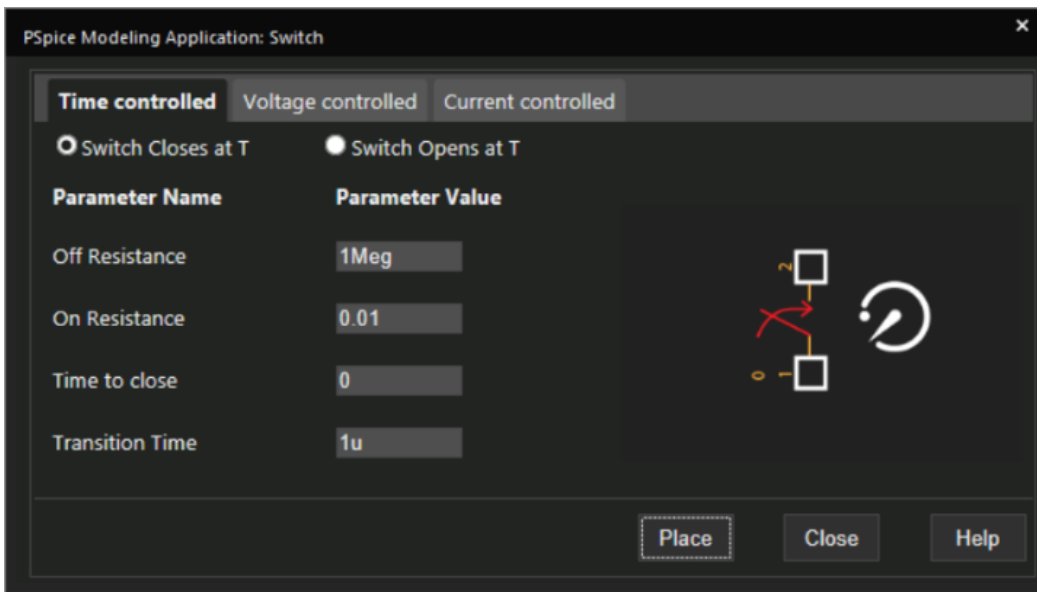 PSpice Modeling Application: Switch
Time controlled Voltage controlled Current controlled
Switch Closes at T Switch Opens at T
Parameter Name Parameter Value
Off Resistance 1Meg
On Resistance 0.01
Time to close 0
Transition Time 1u
2
0 1
Place Close Help